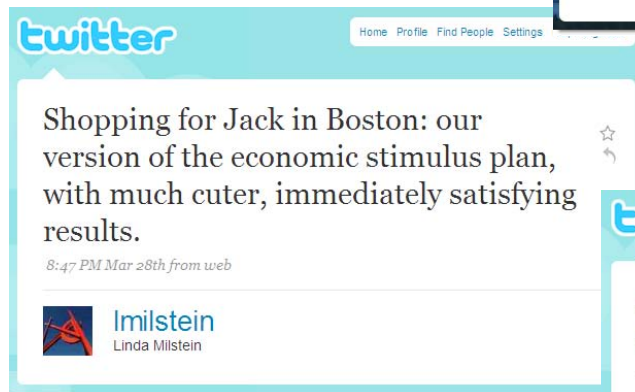 twitter
Home Profile Find People Settings
Shopping for Jack in Boston: our
version of the economic stimulus plan,
with much cuter, immediately satisfying
results.
8:47 PM Mar 28th from web
lmilstein
Linda Milstein